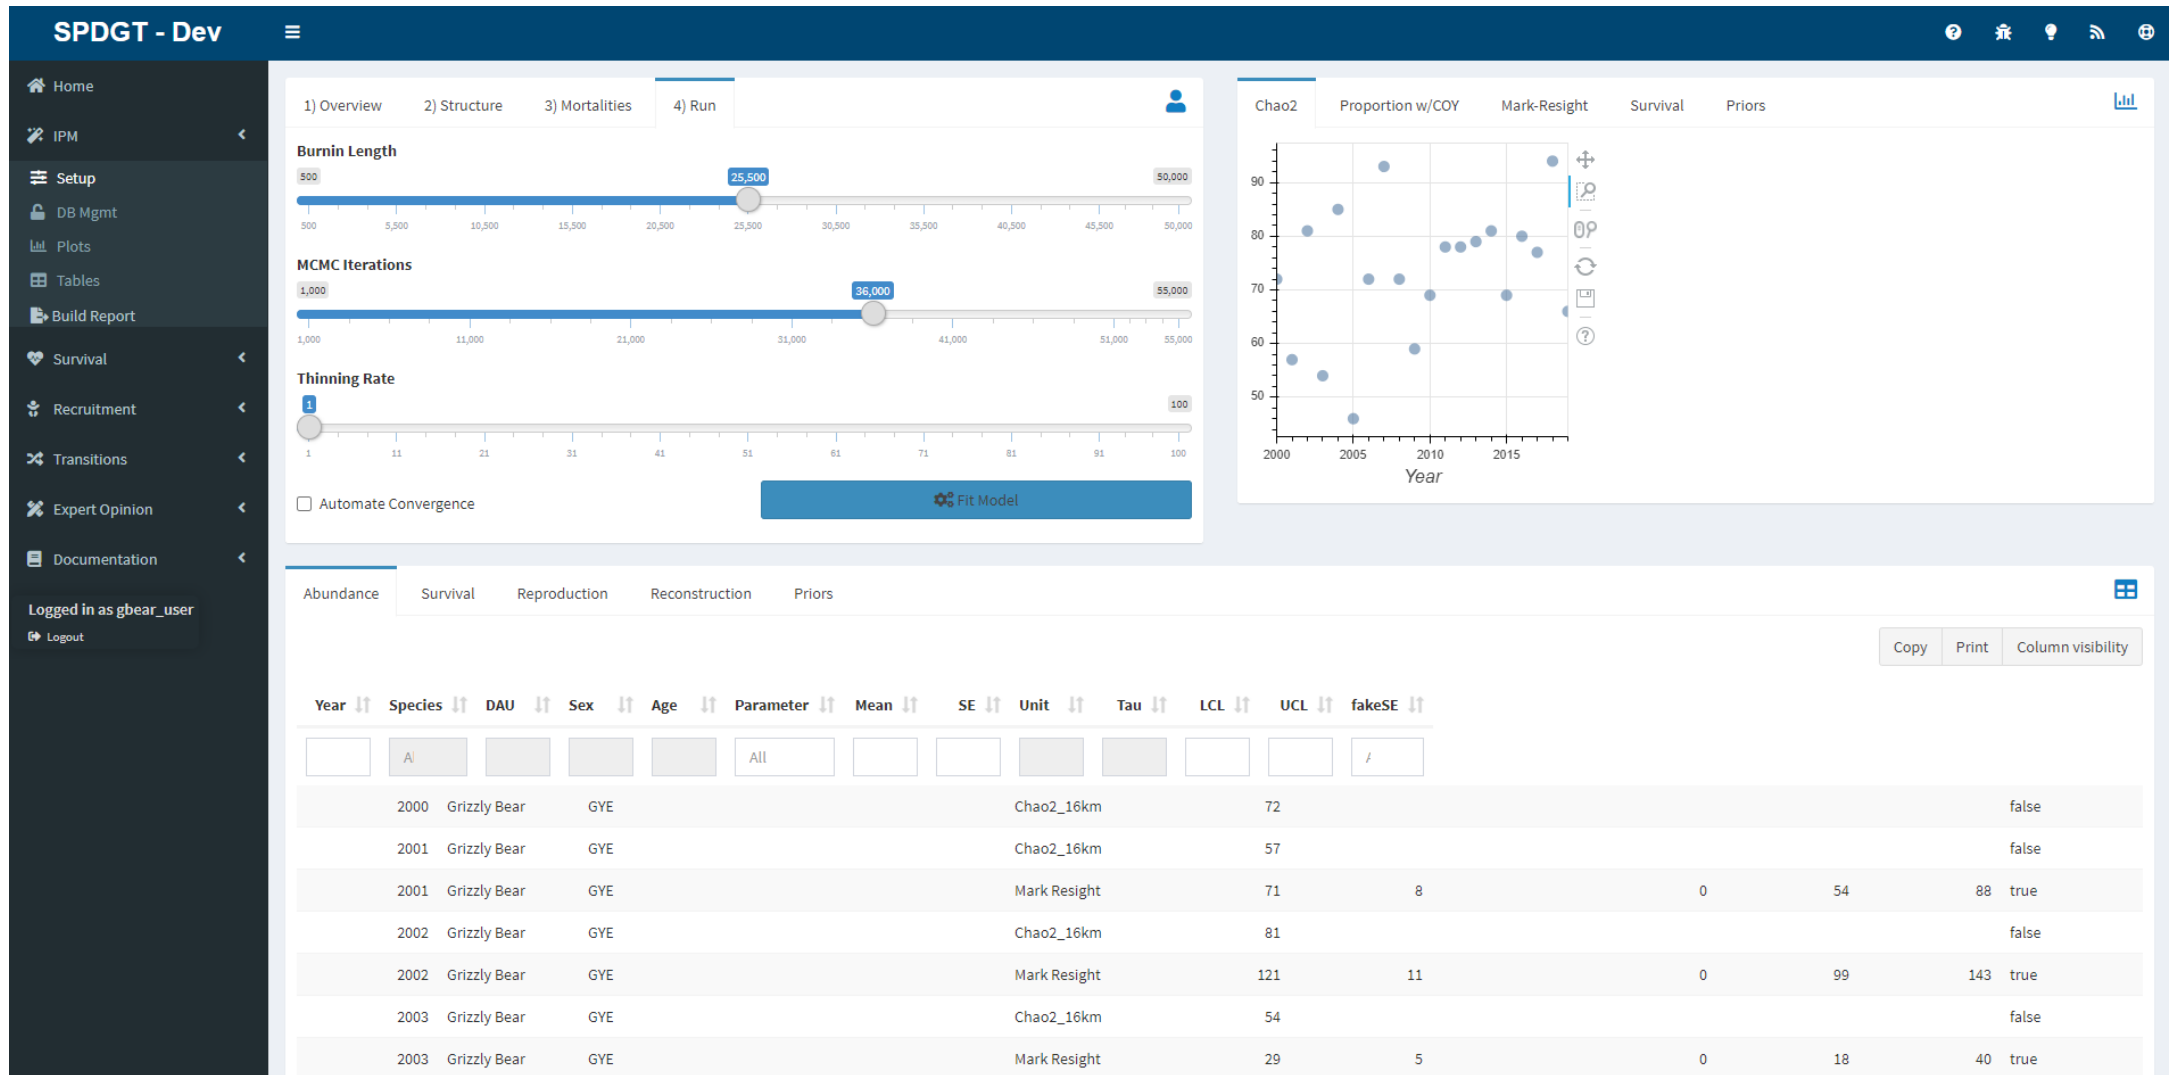 SPDGT - Dev
Home
IPM
Setup
DB Mgmt
Plots
Tables
Build Report
Survival
Recruitment
Transitions
Expert Opinion
Documentation
Logged in as gbear_user
Logout
1) Overview 2) Structure 3) Mortalities 4) Run
Burnin Length
500 25,500 50,000
500 5,500 10,500 15,500 20,500 25,500 30,500 35,500 40,500 45,500 50,000
MCMC Iterations
1,000 36,000 55,000
1,000 11,000 21,000 31,000 41,000 51,000 55,000
Thinning Rate
1 100
1 11 21 31 41 51 61 71 81 91 100
Automate Convergence
Fit Model
Chao2 Proportion w/COY Mark-Resight Survival Priors
90
80
70
60
50
2000 2005 2010 2015
Year
Abundance Survival Reproduction Reconstruction Priors
Copy Print Column visibility
Year Species DAU Sex Age Parameter Mean SE Unit Tau LCL UCL fakeSE
All
2000 Grizzly Bear GYE Chao2_16km 72 false
2001 Grizzly Bear GYE Chao2_16km 57 false
2001 Grizzly Bear GYE Mark Resight 71 8 0 54 88 true
2002 Grizzly Bear GYE Chao2_16km 81 false
2002 Grizzly Bear GYE Mark Resight 121 11 0 99 143 true
2003 Grizzly Bear GYE Chao2_16km 54 false
2003 Grizzly Bear GYE Mark Resight 29 5 0 18 40 true